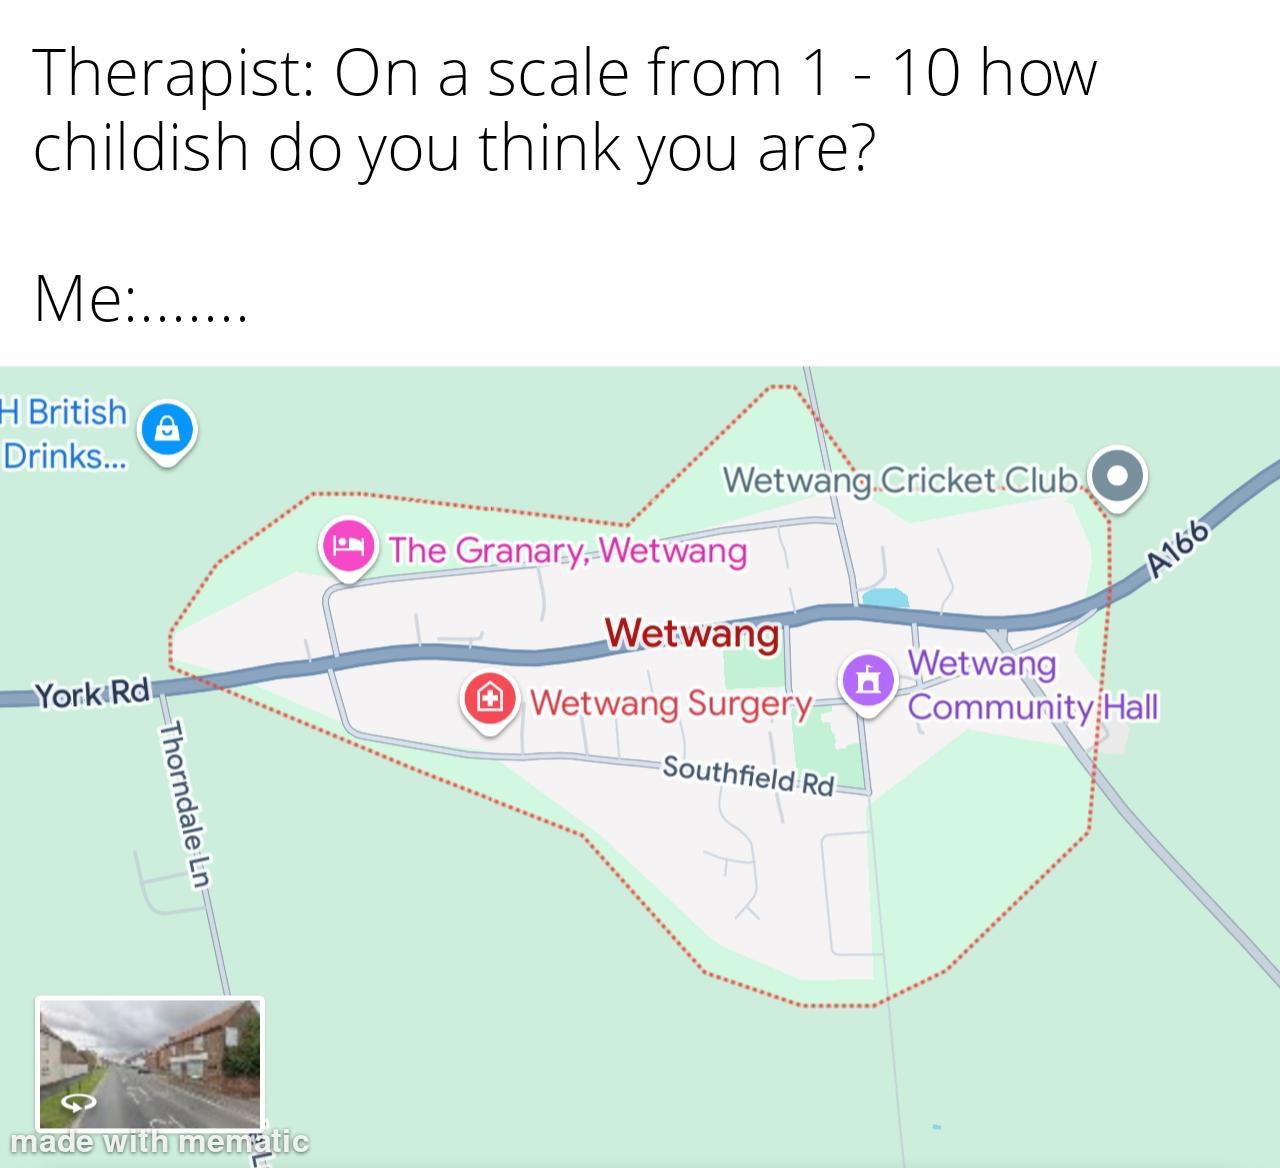 Therapist: On a scale from 1 - 10 how
childish do you think you are?
Me:.......
H British
Drinks...
Wetwang Cricket Club
A166
The Granary, Wetwang
Wetwang
Wetwang
Community Hall
York Rd
Wetwang Surgery
Southfield Rd
Thorndale Ln
made with mematic